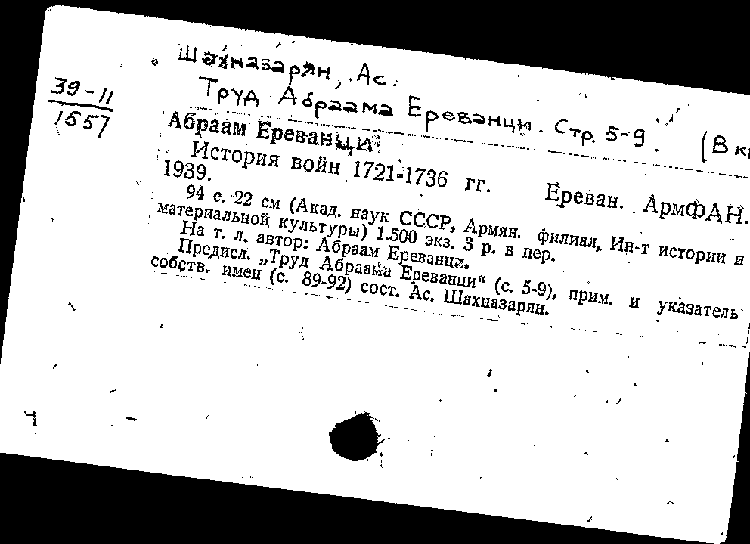 Шахназарян, Ас.
39-11
1557
Труд Абраама Ереванци. Стр. 5-9. (В кн
Абраам Ереванци
История войн 1721-1736 гг. Ереван. АрмФАН.
1939.
94 с. 22 см (Акад. наук СССР, Армян. филиал, Ин-т истории и
материальной культуры) 1.500 экз. 3 р. в пер.
На т. л. автор: Абраам Ереванци.
Предисл. „Труд Абраама Ереванци“ (с. 5-9), прим. и указатель
собств. имен (с. 89-92) сост. Ас. Шахназарян.
Ч